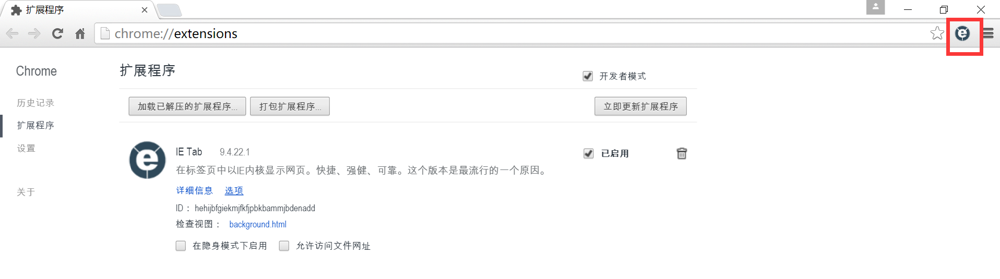 扩展程序
chrome://extensions
Chrome
扩展程序
开发者模式
历史记录
加载已解压的扩展程序...
打包扩展程序...
立即更新扩展程序
扩展程序
设置
IE Tab 9.4.22.1
已启用
在标签页中以IE内核显示网页。快捷、强健、可靠。这个版本是最流行的一个原因。
关于
详细信息 选项
ID： hehijbfgiekmjfkfjpbkbammjbdenadd
检查视图： background.html
在隐身模式下启用 允许访问文件网址